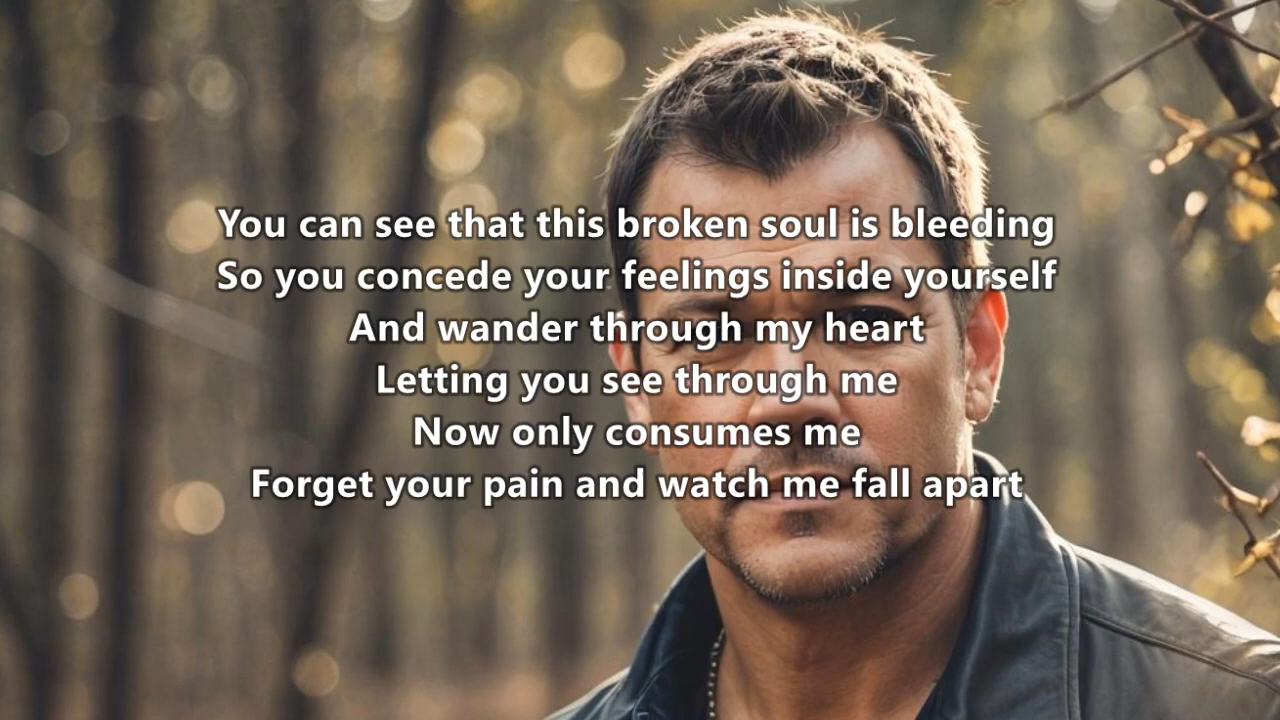 You can see that this broken soul is bleeding
So you concede your feelings inside yourself
And wander through my heart
Letting you see through me
Now only consumes me
Forget your pain and watch me fall apart